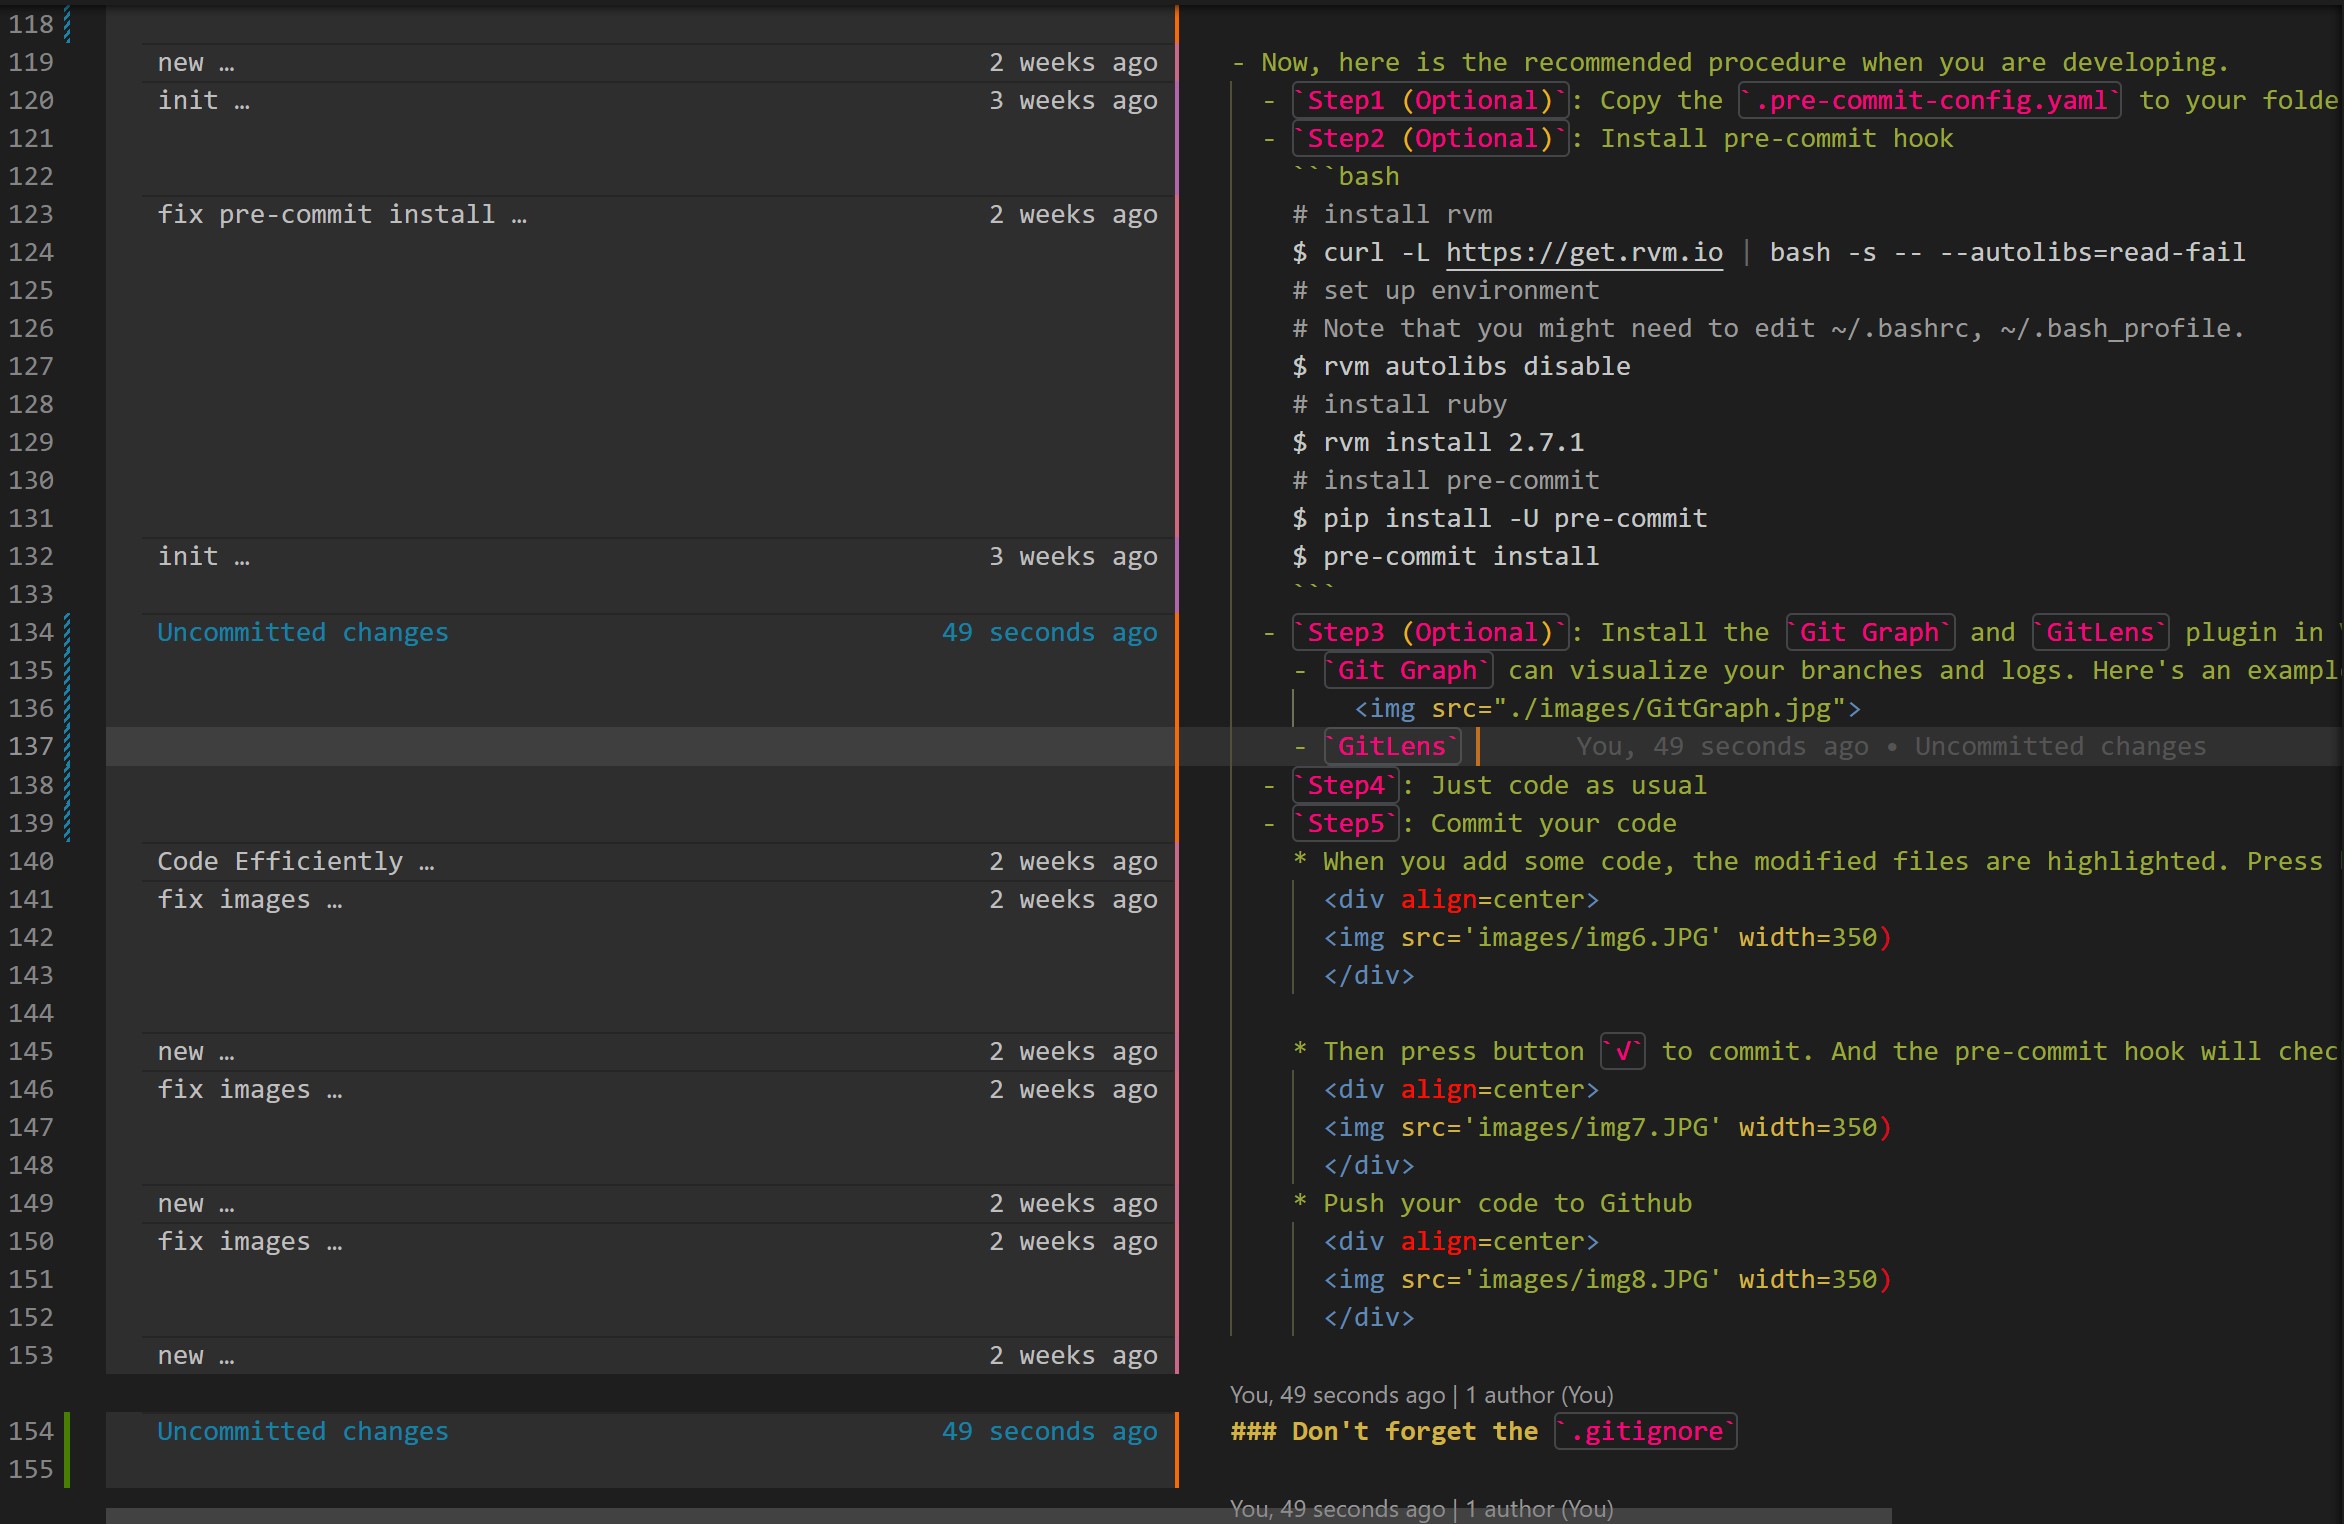 118
119 new … 2 weeks ago - Now, here is the recommended procedure when you are developing.
120 init … 3 weeks ago - `Step1 (Optional)`: Copy the `.pre-commit-config.yaml` to your folde
121 - `Step2 (Optional)`: Install pre-commit hook
122 ```bash
123 fix pre-commit install … 2 weeks ago # install rvm
124 $ curl -L https://get.rvm.io | bash -s -- --autolibs=read-fail
125 # set up environment
126 # Note that you might need to edit ~/.bashrc, ~/.bash_profile.
127 $ rvm autolibs disable
128 # install ruby
129 $ rvm install 2.7.1
130 # install pre-commit
131 $ pip install -U pre-commit
132 init … 3 weeks ago $ pre-commit install
133 ```
134 Uncommitted changes 49 seconds ago - `Step3 (Optional)`: Install the `Git Graph` and `GitLens` plugin in
135 - `Git Graph` can visualize your branches and logs. Here's an exampl
136 <img src="./images/GitGraph.jpg">
137 - `GitLens` You, 49 seconds ago • Uncommitted changes
138 - `Step4`: Just code as usual
139 - `Step5`: Commit your code
140 Code Efficiently … 2 weeks ago * When you add some code, the modified files are highlighted. Press
141 fix images … 2 weeks ago <div align=center>
142 <img src='images/img6.JPG' width=350)
143 </div>
144
145 new … 2 weeks ago * Then press button `√` to commit. And the pre-commit hook will chec
146 fix images … 2 weeks ago <div align=center>
147 <img src='images/img7.JPG' width=350)
148 </div>
149 new … 2 weeks ago * Push your code to Github
150 fix images … 2 weeks ago <div align=center>
151 <img src='images/img8.JPG' width=350)
152 </div>
153 new … 2 weeks ago
You, 49 seconds ago | 1 author (You)
154 Uncommitted changes 49 seconds ago ### Don't forget the `.gitignore`
155
You, 49 seconds ago | 1 author (You)